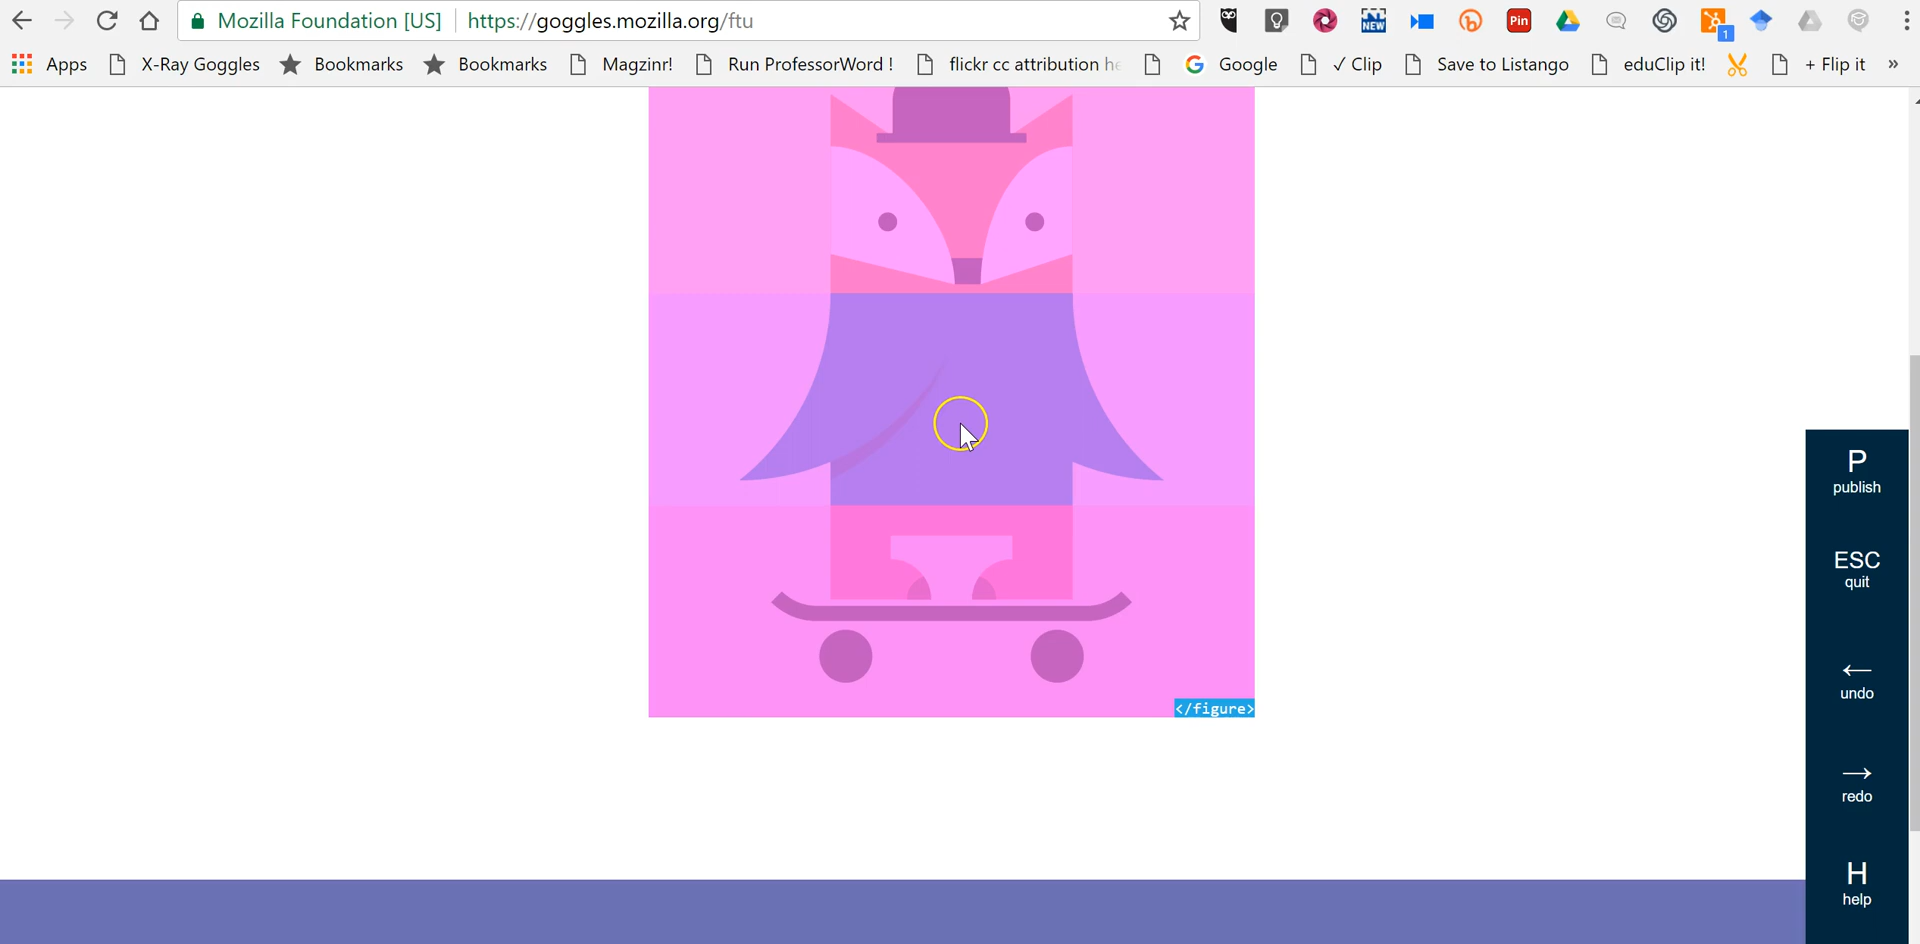 Mozilla Foundation [US] https://goggles.mozilla.org/ftu
NEW Pin 1
Apps X-Ray Goggles Bookmarks Bookmarks Magzinr! Run ProfessorWord ! flickr cc attribution he Google ✓ Clip Save to Listango eduClip it! + Flip it »
</figure>
P
publish
ESC
quit
←
undo
→
redo
H
help